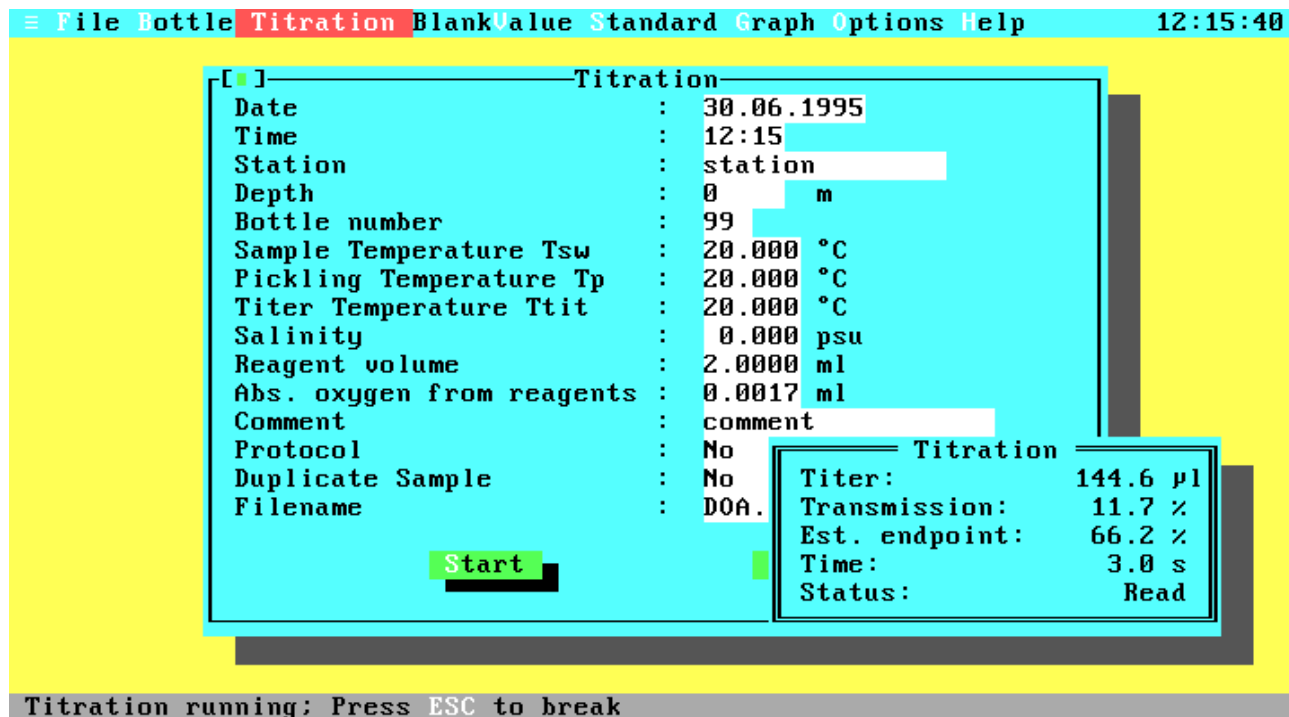 ≡ File Bottle Titration BlankValue Standard Graph Options Help 12:15:40
[■] Titration
Date : 30.06.1995
Time : 12:15
Station : station
Depth : 0 m
Bottle number : 99
Sample Temperature Tsw : 20.000 °C
Pickling Temperature Tp : 20.000 °C
Titer Temperature Ttit : 20.000 °C
Salinity : 0.000 psu
Reagent volume : 2.0000 ml
Abs. oxygen from reagents : 0.0017 ml
Comment : comment
Protocol : No
Duplicate Sample : No
Filename : DOA.
Start
Titration
Titer: 144.6 µl
Transmission: 11.7 %
Est. endpoint: 66.2 %
Time: 3.0 s
Status: Read
Titration running; Press ESC to break